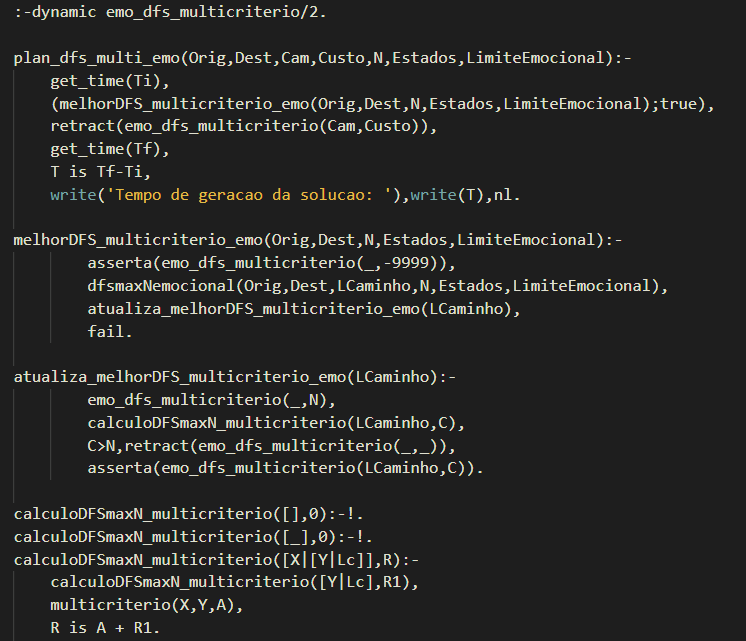 :-dynamic emo_dfs_multicriterio/2.
plan_dfs_multi_emo(Orig,Dest,Cam,Custo,N,Estados,LimiteEmocional):-
get_time(Ti),
(melhorDFS_multicriterio_emo(Orig,Dest,N,Estados,LimiteEmocional);true),
retract(emo_dfs_multicriterio(Cam,Custo)),
get_time(Tf),
T is Tf-Ti,
write('Tempo de geracao da solucao: '),write(T),nl.
melhorDFS_multicriterio_emo(Orig,Dest,N,Estados,LimiteEmocional):-
asserta(emo_dfs_multicriterio(_,-9999)),
dfsmaxNemocional(Orig,Dest,LCaminho,N,Estados,LimiteEmocional),
atualiza_melhorDFS_multicriterio_emo(LCaminho),
fail.
atualiza_melhorDFS_multicriterio_emo(LCaminho):-
emo_dfs_multicriterio(_,N),
calculoDFSmaxN_multicriterio(LCaminho,C),
C>N,retract(emo_dfs_multicriterio(_,_)),
asserta(emo_dfs_multicriterio(LCaminho,C)).
calculoDFSmaxN_multicriterio([],0):-!.
calculoDFSmaxN_multicriterio([_],0):-!.
calculoDFSmaxN_multicriterio([X|[Y|Lc]],R):-
calculoDFSmaxN_multicriterio([Y|Lc],R1),
multicriterio(X,Y,A),
R is A + R1.